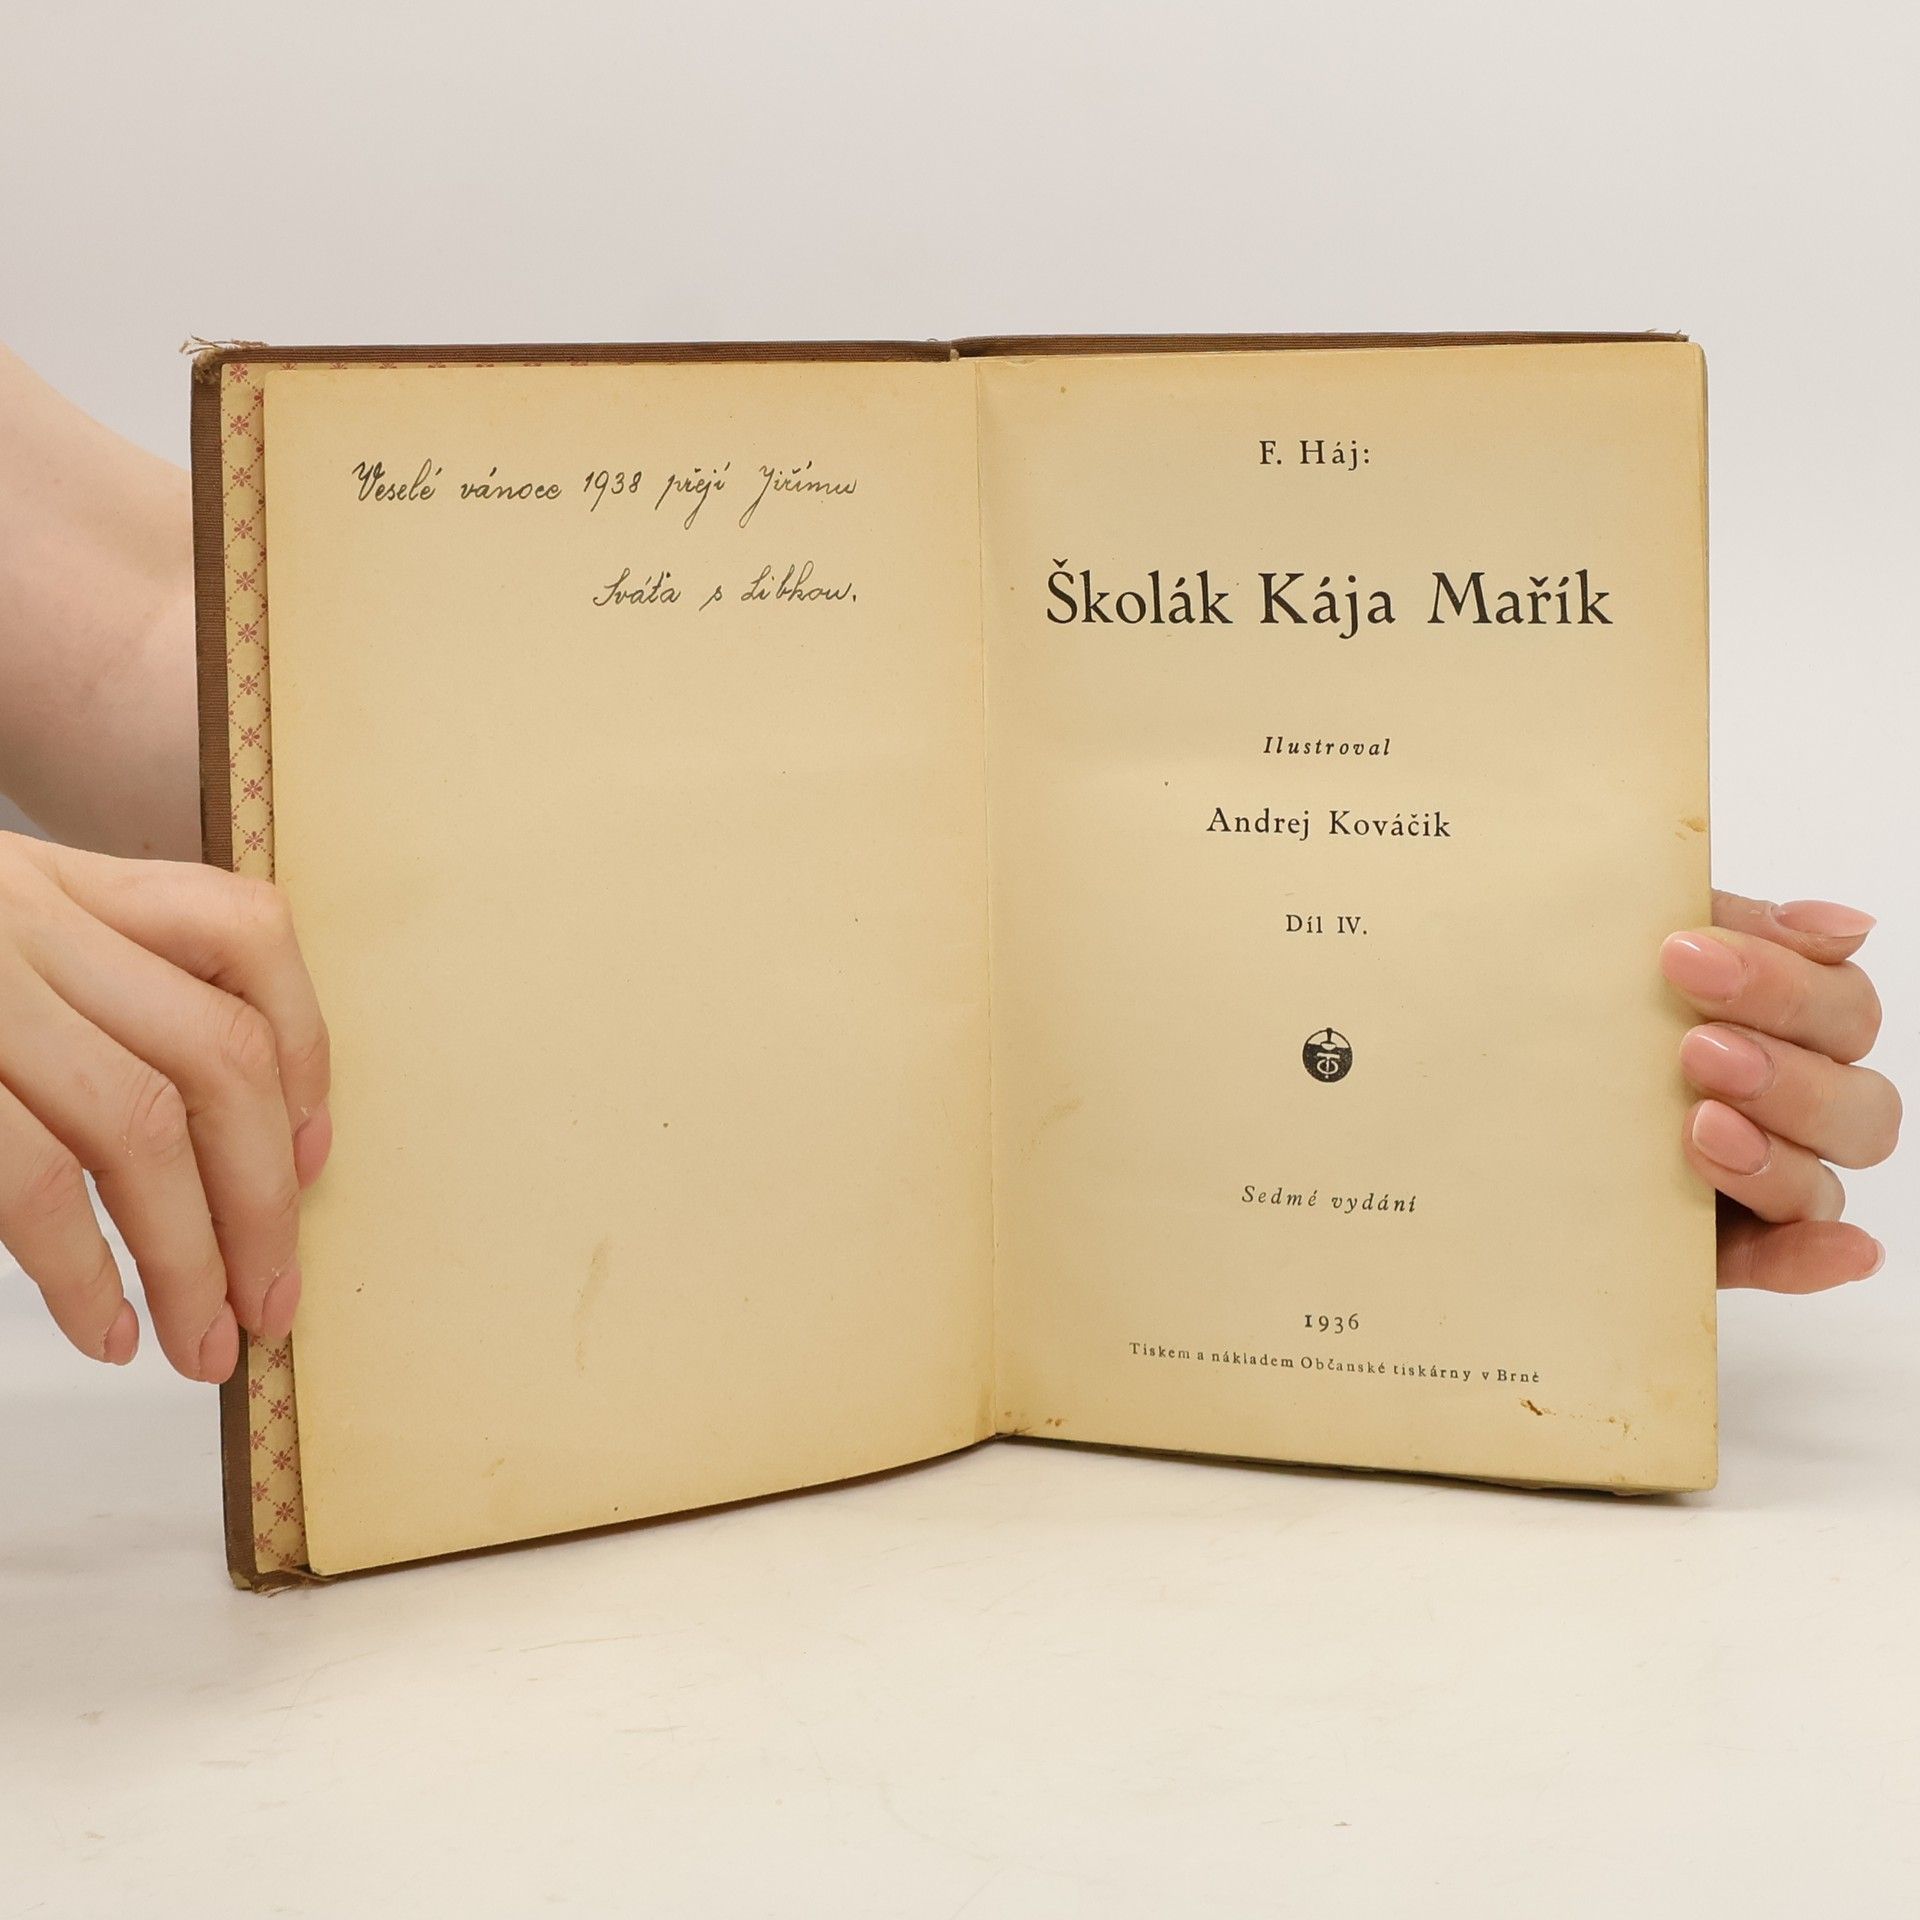 Veselé vánoce 1938 přejí Jiřímu
Sváťa s Libkou.
F. Háj:
Školák Kája Mařík
Ilustroval
Andrej Kováčik
Díl IV.
Sedmé vydání
1936
Tiskem a nákladem Občanské tiskárny v Brně